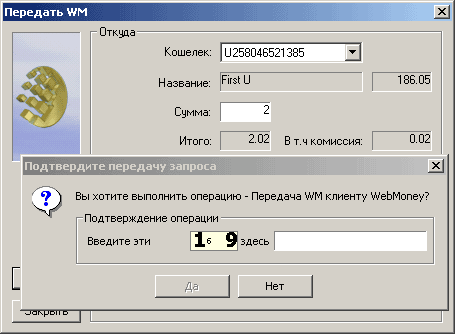 Передать WM
Откуда
Кошелек: U258046521385
Название: First U 186.05
Сумма: 2
Итого: 2.02 В т.ч комиссия: 0.02
Подтвердите передачу запроса
Вы хотите выполнить операцию - Передача WM клиенту WebMoney?
Подтверждение операции
Введите эти 1 6 9 здесь
Да Нет
Закрыть